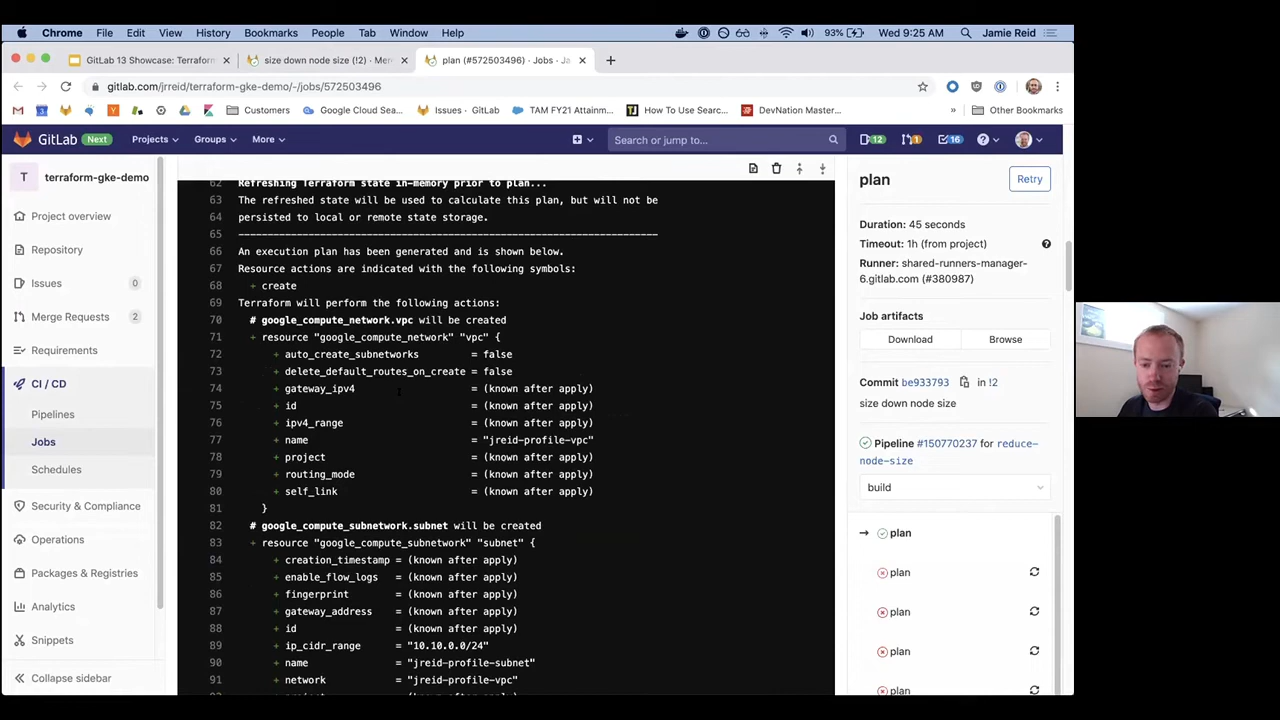 Chrome File Edit View History Bookmarks People Tab Window Help 93% Wed 9:25 AM Jamie Reid
GitLab 13 Showcase: Terraform
size down node size (!2) · Mer
plan (#572503496) · Jobs · Ja
gitlab.com/jrreid/terraform-gke-demo/-/jobs/572503496
Customers Google Cloud Sea... Issues · GitLab TAM FY21 Attainm... How To Use Searc... DevNation Master... » Other Bookmarks
GitLab Next Projects Groups More Search or jump to... 12 1 16
T terraform-gke-demo
Project overview
Repository
Issues 0
Merge Requests 2
Requirements
CI / CD
Pipelines
Jobs
Schedules
Security & Compliance
Operations
Packages & Registries
Analytics
Snippets
Collapse sidebar
62 Refreshing Terraform state in-memory prior to plan...
63 The refreshed state will be used to calculate this plan, but will not be
64 persisted to local or remote state storage.
65 ------------------------------------------------------------------------
66 An execution plan has been generated and is shown below.
67 Resource actions are indicated with the following symbols:
68 + create
69 Terraform will perform the following actions:
70 # google_compute_network.vpc will be created
71 + resource "google_compute_network" "vpc" {
72 + auto_create_subnetworks = false
73 + delete_default_routes_on_create = false
74 + gateway_ipv4 = (known after apply)
75 + id = (known after apply)
76 + ipv4_range = (known after apply)
77 + name = "jreid-profile-vpc"
78 + project = (known after apply)
79 + routing_mode = (known after apply)
80 + self_link = (known after apply)
81 }
82 # google_compute_subnetwork.subnet will be created
83 + resource "google_compute_subnetwork" "subnet" {
84 + creation_timestamp = (known after apply)
85 + enable_flow_logs = (known after apply)
86 + fingerprint = (known after apply)
87 + gateway_address = (known after apply)
88 + id = (known after apply)
89 + ip_cidr_range = "10.10.0.0/24"
90 + name = "jreid-profile-subnet"
91 + network = "jreid-profile-vpc"
plan Retry
Duration: 45 seconds
Timeout: 1h (from project)
Runner: shared-runners-manager-
6.gitlab.com (#380987)
Job artifacts
Download Browse
Commit be933793 in !2
size down node size
Pipeline #150770237 for reduce-
node-size
build
→ plan
plan
plan
plan
plan